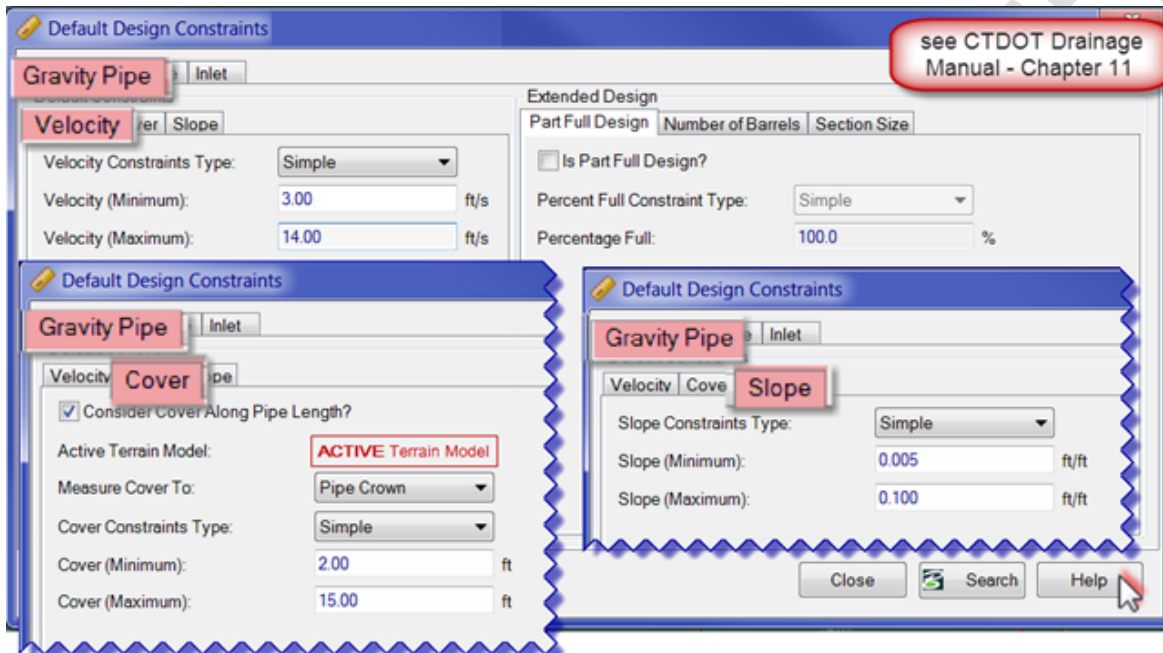 Default Design Constraints
see CTDOT Drainage
Manual - Chapter 11
Gravity Pipe
Inlet
Velocity
Slope
Velocity Constraints Type: Simple
Velocity (Minimum): 3.00 ft/s
Velocity (Maximum): 14.00 ft/s
Extended Design
Part Full Design Number of Barrels Section Size
Is Part Full Design?
Percent Full Constraint Type: Simple
Percentage Full: 100.0 %
Default Design Constraints
Gravity Pipe
Inlet
Velocity
Cover
Consider Cover Along Pipe Length?
Active Terrain Model: ACTIVE Terrain Model
Measure Cover To: Pipe Crown
Cover Constraints Type: Simple
Cover (Minimum): 2.00 ft
Cover (Maximum): 15.00 ft
Default Design Constraints
Gravity Pipe
Inlet
Velocity
Slope
Slope Constraints Type: Simple
Slope (Minimum): 0.005 ft/ft
Slope (Maximum): 0.100 ft/ft
Close Search Help